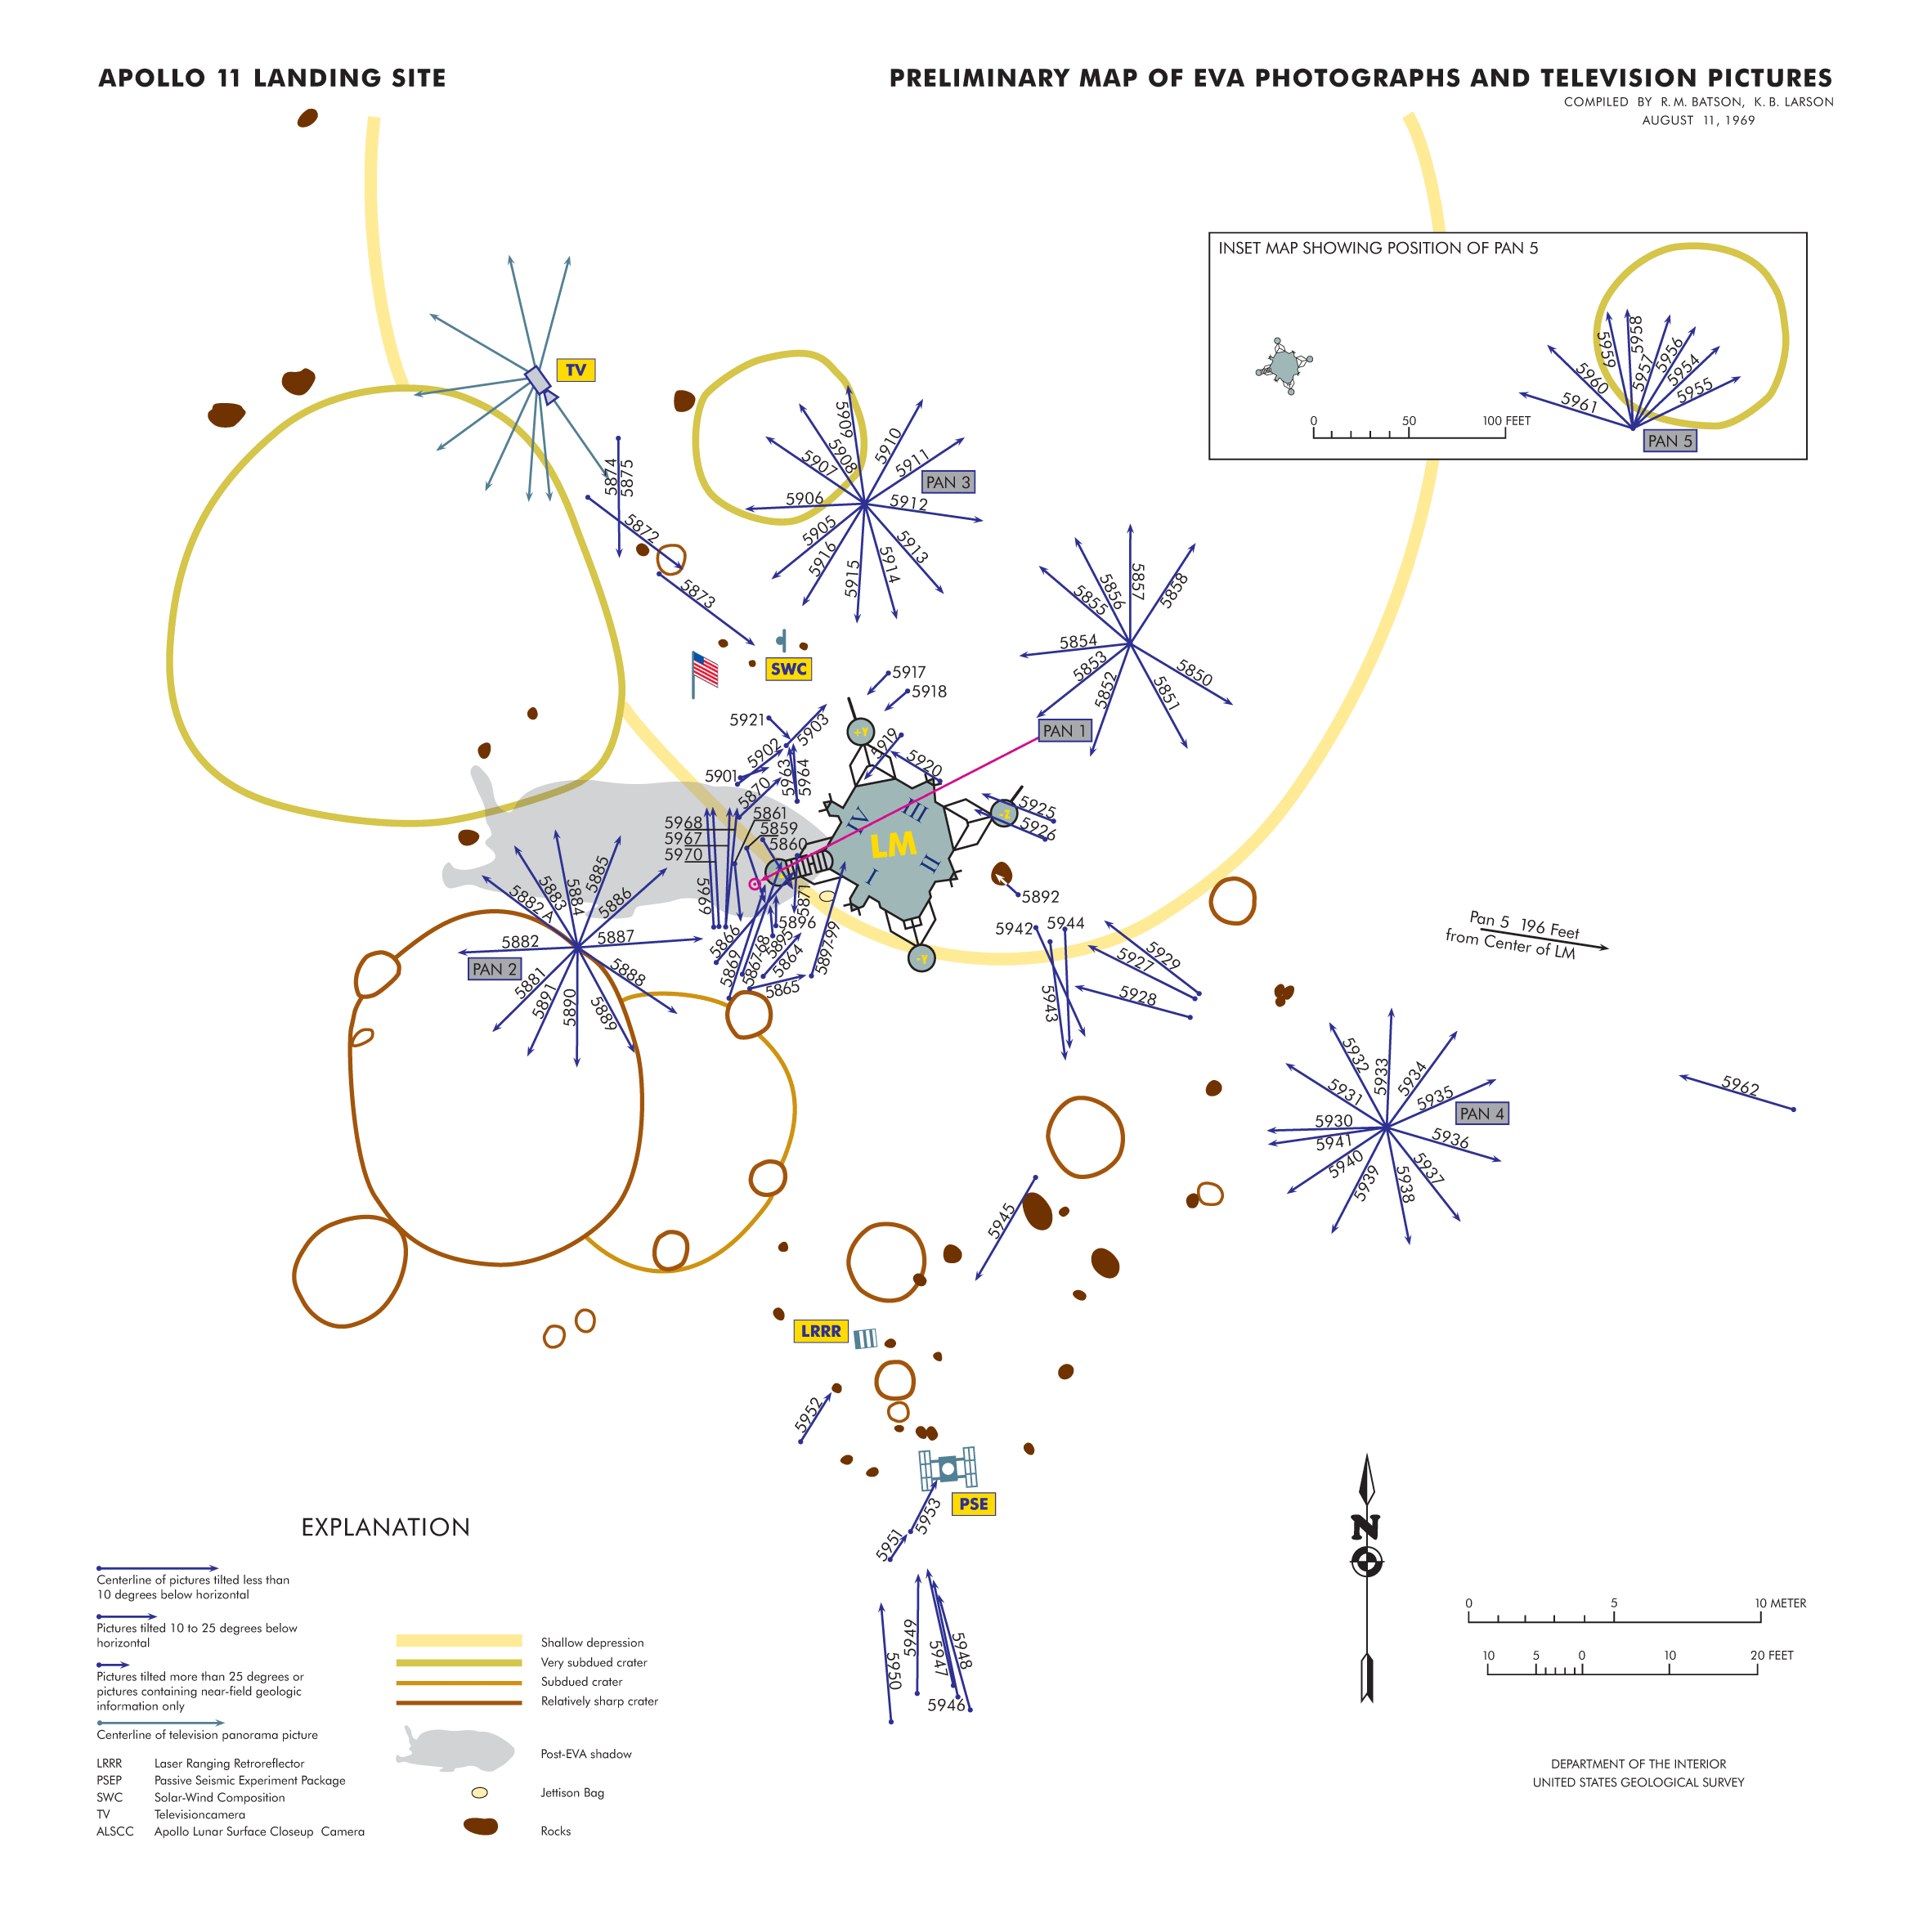 APOLLO 11 LANDING SITE
PRELIMINARY MAP OF EVA PHOTOGRAPHS AND TELEVISION PICTURES
COMPILED BY R. M. BATSON, K. B. LARSON
AUGUST 11, 1969
INSET MAP SHOWING POSITION OF PAN 5
5959
5958
5957
5956
5954
5955
5960
5961
0 50 100 FEET
PAN 5
TV
5874
5875
5872
5873
5909
5910
5908
5907
5911
PAN 3
5906
5912
5905
5916
5915
5914
5913
5857
5856
5858
5855
5854
5853
5852
5851
5850
PAN 1
SWC
5917
5918
5921
5903
5902
5901
5963
5964
5870
+Y
5919
5920
5925
5926
-Z
IV
III
LM
II
I
-Y
5861
5859
5860
5968
5967
5970
5969
5871
5896
5895
5866
5869
5867-68
5864
5865
5897-99
5892
5885
5883
5884
5886
5882A
5882
5887
PAN 2
5881
5891
5890
5889
5888
5942
5944
5943
5929
5927
5928
Pan 5 196 Feet
from Center of LM
5932
5933
5934
5931
5935
PAN 4
5930
5941
5940
5939
5938
5937
5936
5962
5945
LRRR
5952
PSE
5953
5951
5949
5950
5947
5948
5946
EXPLANATION
Centerline of pictures tilted less than
10 degrees below horizontal
Pictures tilted 10 to 25 degrees below
horizontal
Pictures tilted more than 25 degrees or
pictures containing near-field geologic
information only
Centerline of television panorama picture
LRRR Laser Ranging Retroreflector
PSEP Passive Seismic Experiment Package
SWC Solar-Wind Composition
TV Televisioncamera
ALSCC Apollo Lunar Surface Closeup Camera
Shallow depression
Very subdued crater
Subdued crater
Relatively sharp crater
Post-EVA shadow
Jettison Bag
Rocks
N
0 5 10 METER
10 5 0 10 20 FEET
DEPARTMENT OF THE INTERIOR
UNITED STATES GEOLOGICAL SURVEY